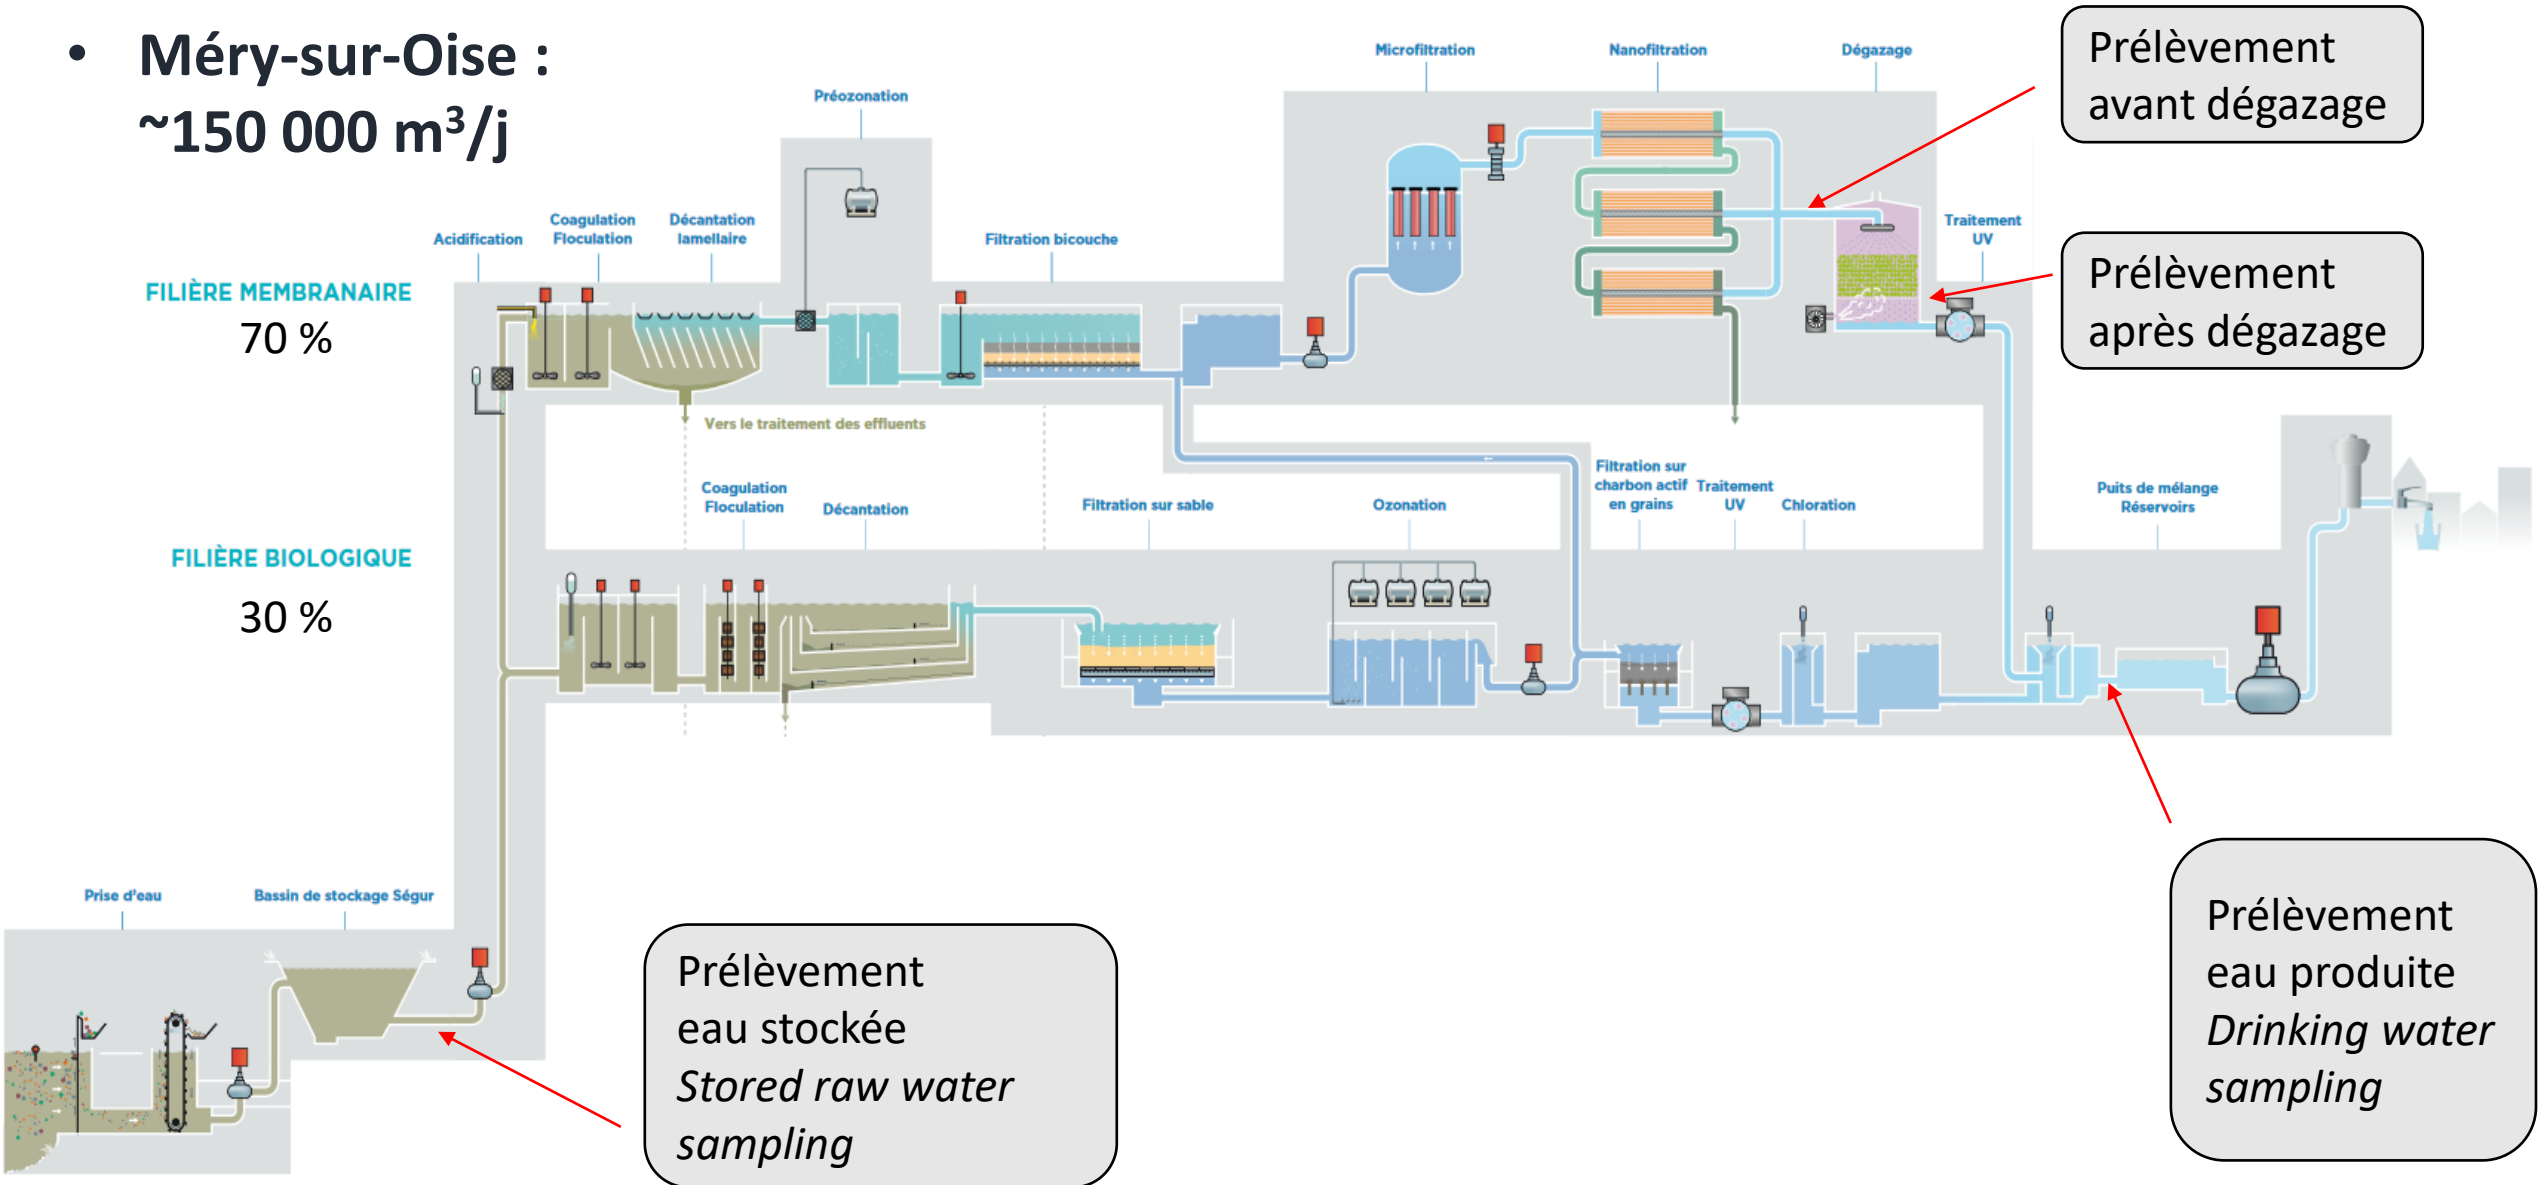 • Méry-sur-Oise :
~150 000 m³/j
Microfiltration
Nanofiltration
Dégazage
Prélèvement
avant dégazage
Préozonation
Acidification
Coagulation
Floculation
Décantation
lamellaire
Filtration bicouche
Traitement
UV
Prélèvement
après dégazage
FILIÈRE MEMBRANAIRE
70 %
Vers le traitement des effluents
Coagulation
Floculation
Décantation
Filtration sur sable
Ozonation
Filtration sur
charbon actif
en grains
Traitement
UV
Chloration
Puits de mélange
Réservoirs
FILIÈRE BIOLOGIQUE
30 %
Prise d'eau
Bassin de stockage Ségur
Prélèvement
eau stockée
Stored raw water
sampling
Prélèvement
eau produite
Drinking water
sampling